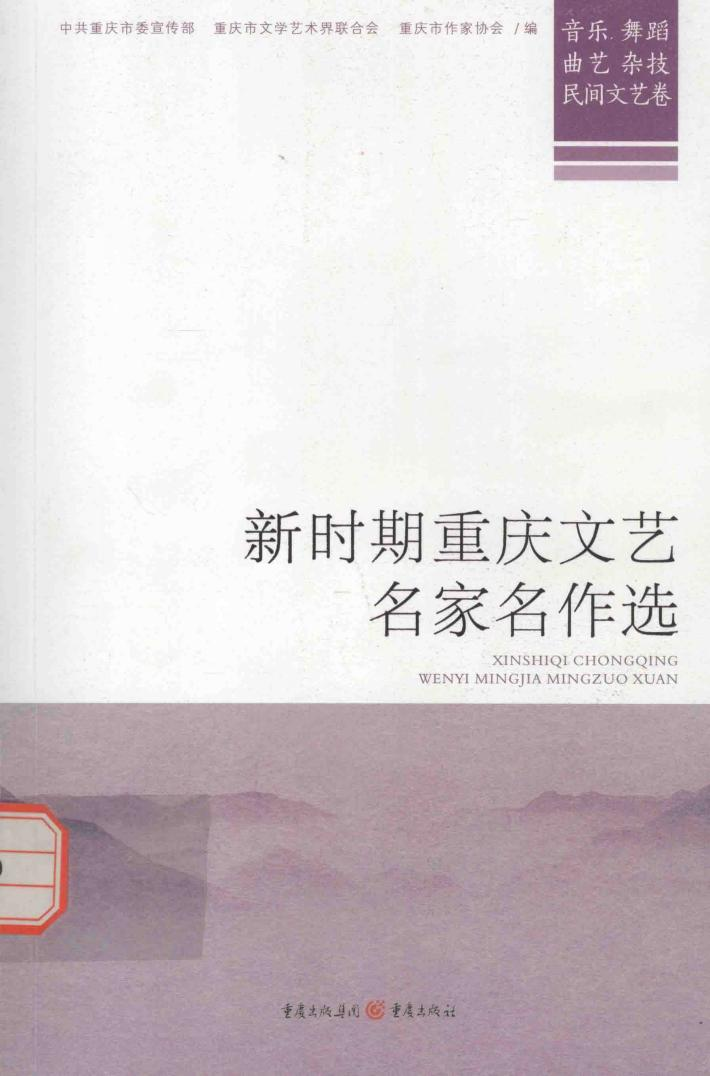 中共重庆市委宣传部 重庆市文学艺术界联合会 重庆市作家协会 /编
音乐.舞蹈
曲艺 杂技
民间文艺卷
新时期重庆文艺
名家名作选
XINSHIQI CHONGQING
WENYI MINGJIA MINGZUO XUAN
重庆出版集团 重庆出版社